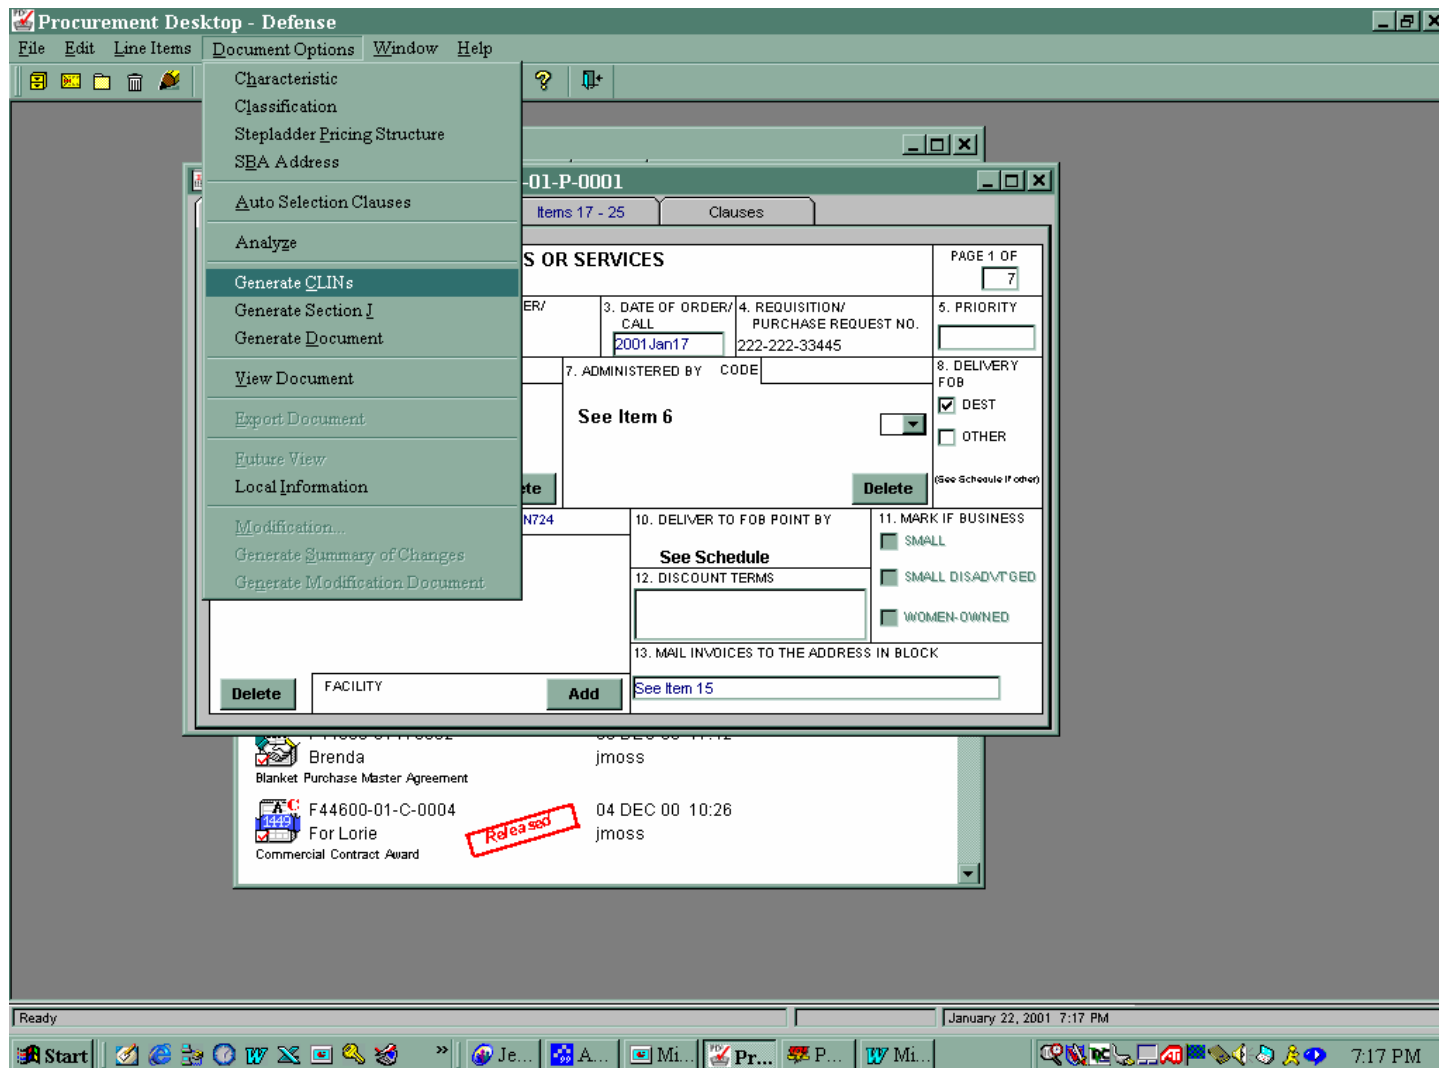 Procurement Desktop - Defense
File Edit Line Items Document Options Window Help
Characteristic
Classification
Stepladder Pricing Structure
SBA Address
Auto Selection Clauses
Analyze
Generate CLINs
Generate Section J
Generate Document
View Document
Export Document
Future View
Local Information
Modification...
Generate Summary of Changes
Generate Modification Document
-01-P-0001
Items 17 - 25 Clauses
S OR SERVICES
PAGE 1 OF
7
ER/
3. DATE OF ORDER/
CALL
2001Jan17
4. REQUISITION/
PURCHASE REQUEST NO.
222-222-33445
5. PRIORITY
7. ADMINISTERED BY CODE
See Item 6
Delete
8. DELIVERY
FOB
DEST
OTHER
(See Schedule if other)
N724
10. DELIVER TO FOB POINT BY
See Schedule
11. MARK IF BUSINESS
SMALL
SMALL DISADVTGED
WOMEN-OWNED
12. DISCOUNT TERMS
13. MAIL INVOICES TO THE ADDRESS IN BLOCK
See Item 15
Delete
FACILITY
Add
Brenda jmoss
Blanket Purchase Master Agreement
1449
F44600-01-C-0004 04 DEC 00 10:26
For Lorie Released jmoss
Commercial Contract Award
Ready January 22, 2001 7:17 PM
Start » Je... A... Mi... Pr... P... Mi... 7:17 PM